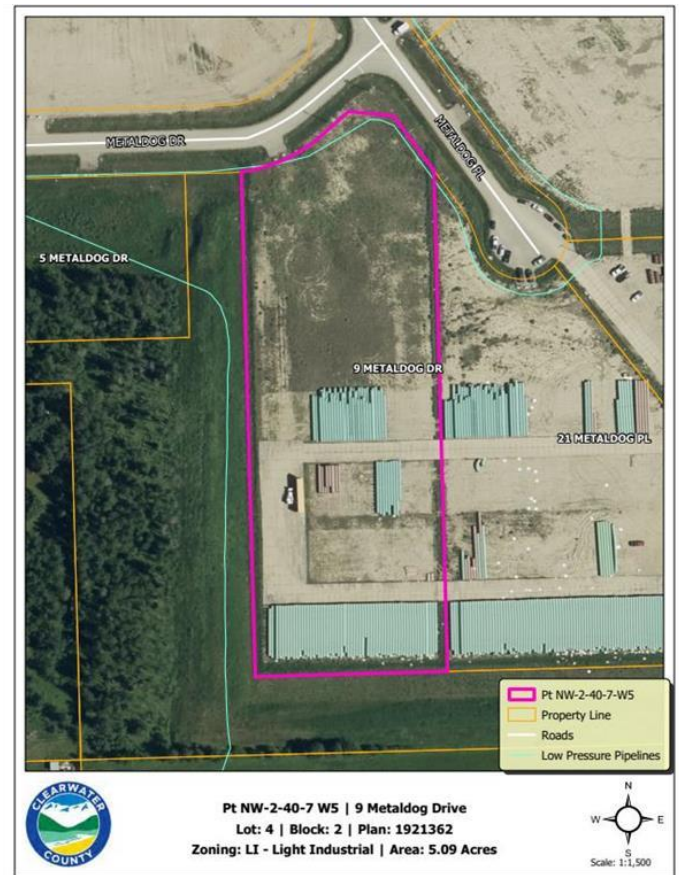 METALDOG DR
METALDOG PL
5 METALDOG DR
9 METALDOG DR
21 METALDOG PL
Pt NW-2-40-7-W5
Property Line
Roads
Low Pressure Pipelines
CLEARWATER
COUNTY
Pt NW-2-40-7 W5 | 9 Metaldog Drive
Lot: 4 | Block: 2 | Plan: 1921362
Zoning: LI - Light Industrial | Area: 5.09 Acres
N
W E
S
Scale: 1:1,500